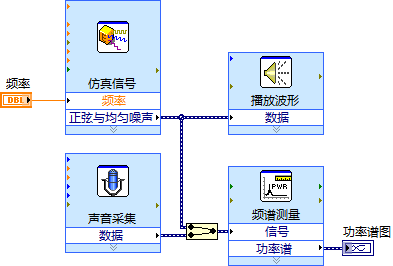 仿真信号
频率
DBL
频率
正弦与均匀噪声
播放波形
数据
声音采集
数据
PWR
频谱测量
信号
功率谱
功率谱图